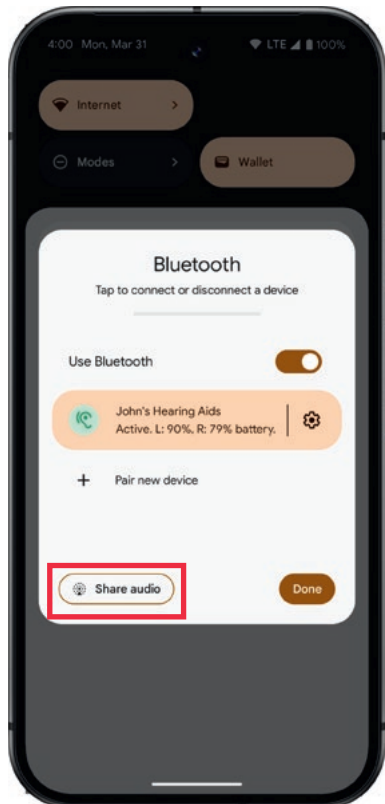 4:00 Mon, Mar 31 LTE 100%
Internet
Modes
Wallet
Bluetooth
Tap to connect or disconnect a device
Use Bluetooth
John's Hearing Aids
Active. L: 90%. R: 79% battery.
Pair new device
Share audio
Done